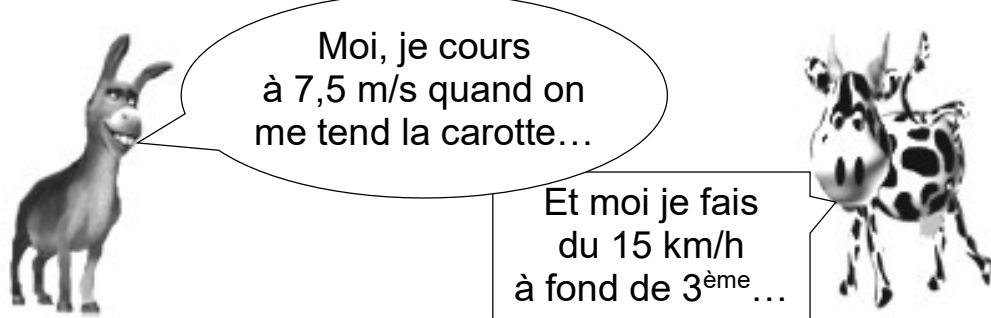 Moi, je cours
à 7,5 m/s quand on
me tend la carotte…
Et moi je fais
du 15 km/h
à fond de 3ème…